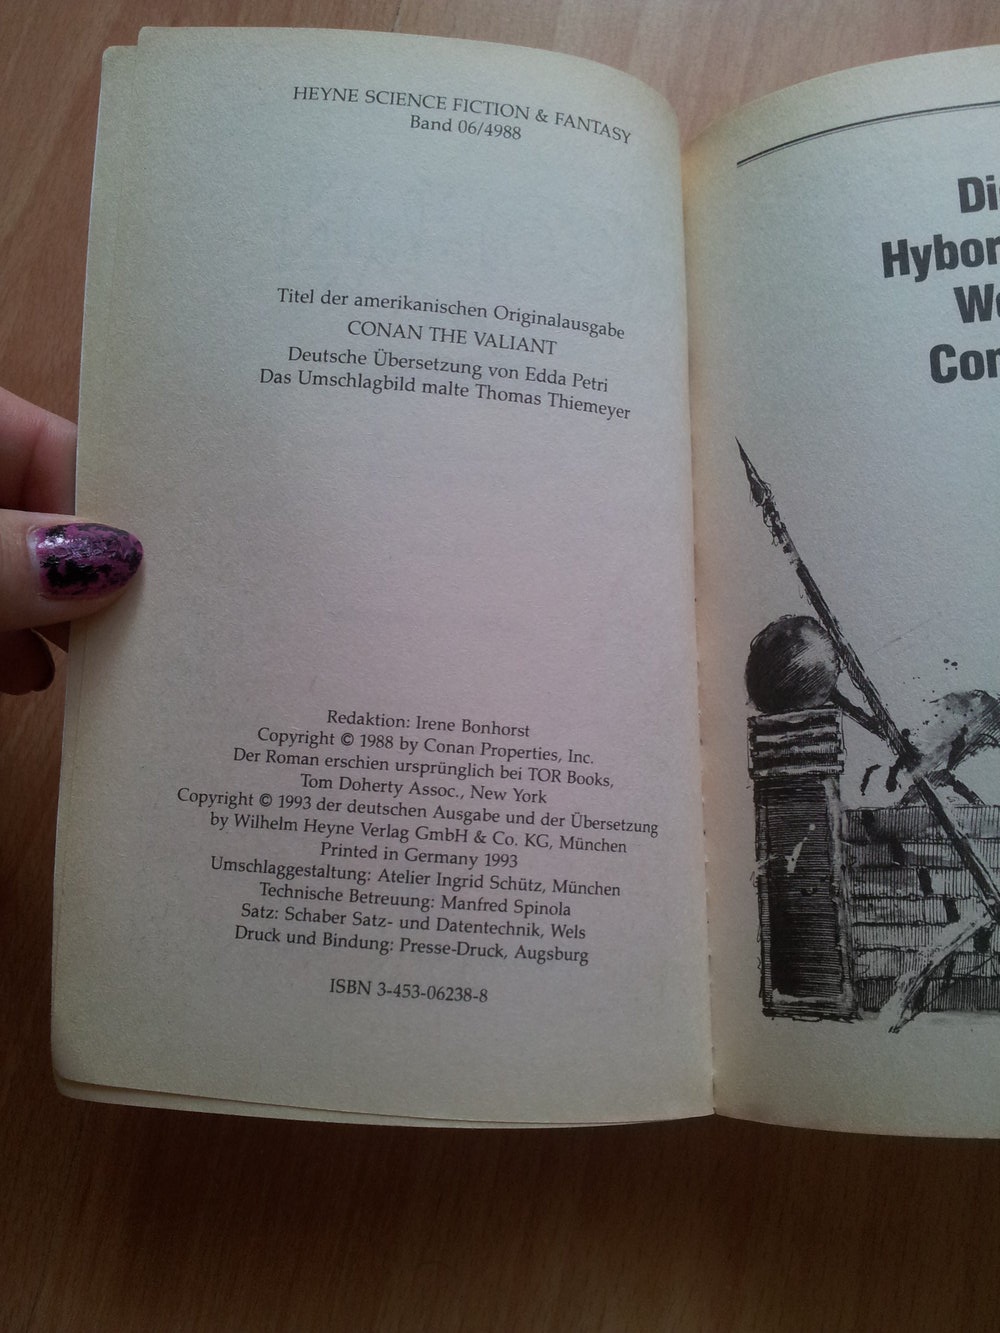 HEYNE SCIENCE FICTION & FANTASY
Band 06/4988
Titel der amerikanischen Originalausgabe
CONAN THE VALIANT
Deutsche Übersetzung von Edda Petri
Das Umschlagbild malte Thomas Thiemeyer
Redaktion: Irene Bonhorst
Copyright © 1988 by Conan Properties, Inc.
Der Roman erschien ursprünglich bei TOR Books,
Tom Doherty Assoc., New York
Copyright © 1993 der deutschen Ausgabe und der Übersetzung
by Wilhelm Heyne Verlag GmbH & Co. KG, München
Printed in Germany 1993
Umschlaggestaltung: Atelier Ingrid Schütz, München
Technische Betreuung: Manfred Spinola
Satz: Schaber Satz- und Datentechnik, Wels
Druck und Bindung: Presse-Druck, Augsburg
ISBN 3-453-06238-8